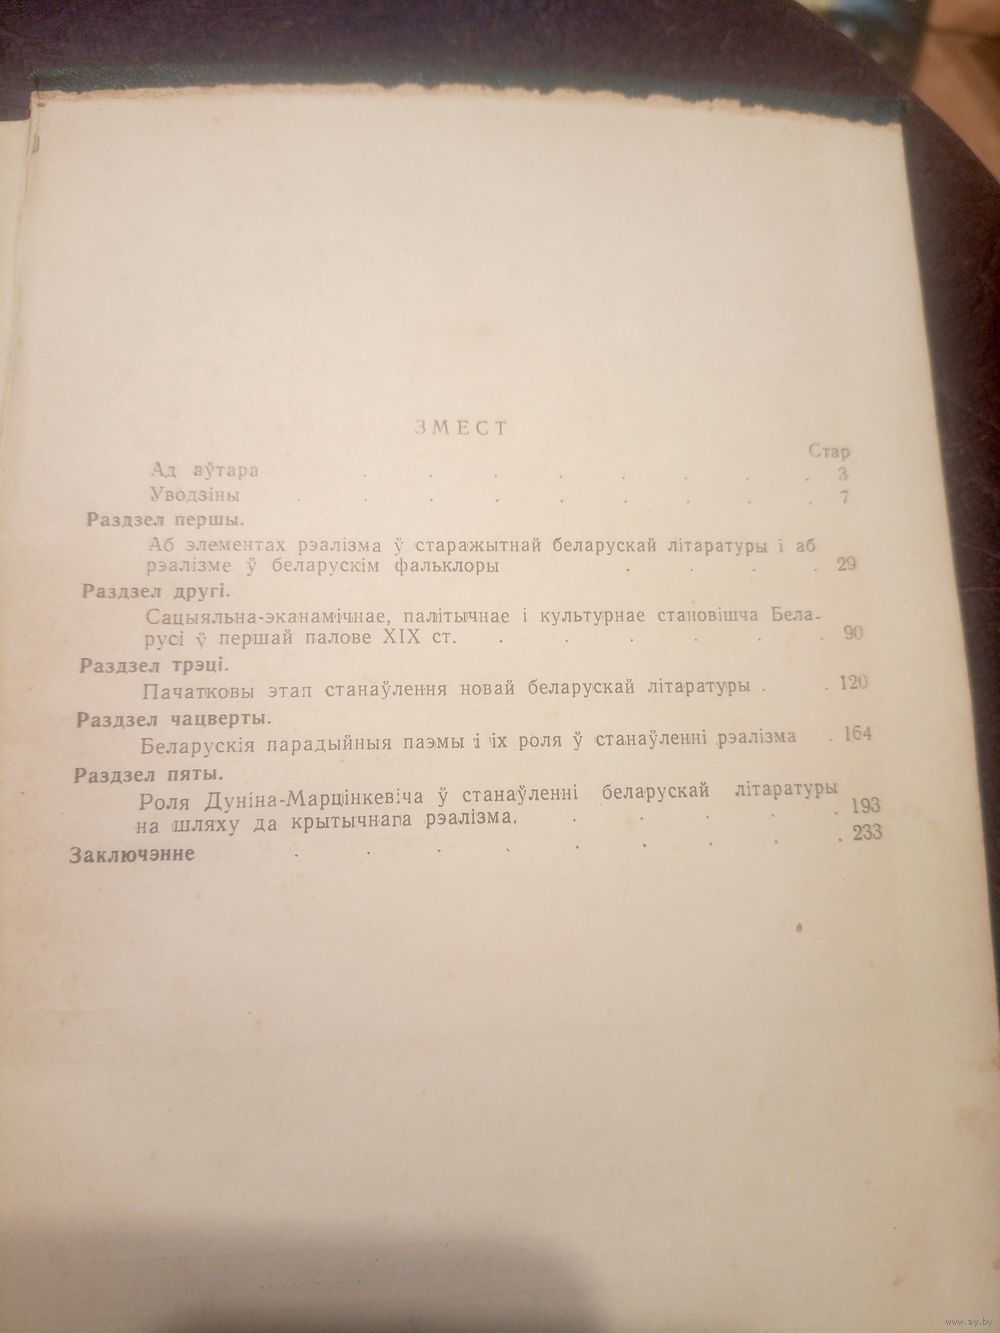 ЗМЕСТ
Стар
Ад аўтара . . . . . . . . 3
Уводзіны . . . . . . . . . 7
Раздзел першы.
Аб элементах рэалізма ў старажытнай беларускай літаратуры і аб
рэалізме ў беларускім фальклоры . . . . 29
Раздзел другі.
Сацыяльна-эканамічнае, палітычнае і культурнае становішча Бела-
русі ў першай палове XIX ст. . . . . . . 90
Раздзел трэці.
Пачатковы этап станаўлення новай беларускай літаратуры . . 120
Раздзел чацверты.
Беларускія парадыйныя паэмы і іх роля ў станаўленні рэалізма . 164
Раздзел пяты.
Роля Дуніна-Марцінкевіча ў станаўленні беларускай літаратуры
на шляху да крытычнага рэалізма. . . . . . 193
Заключэнне . . . . . . . . . 233
www.ay.by